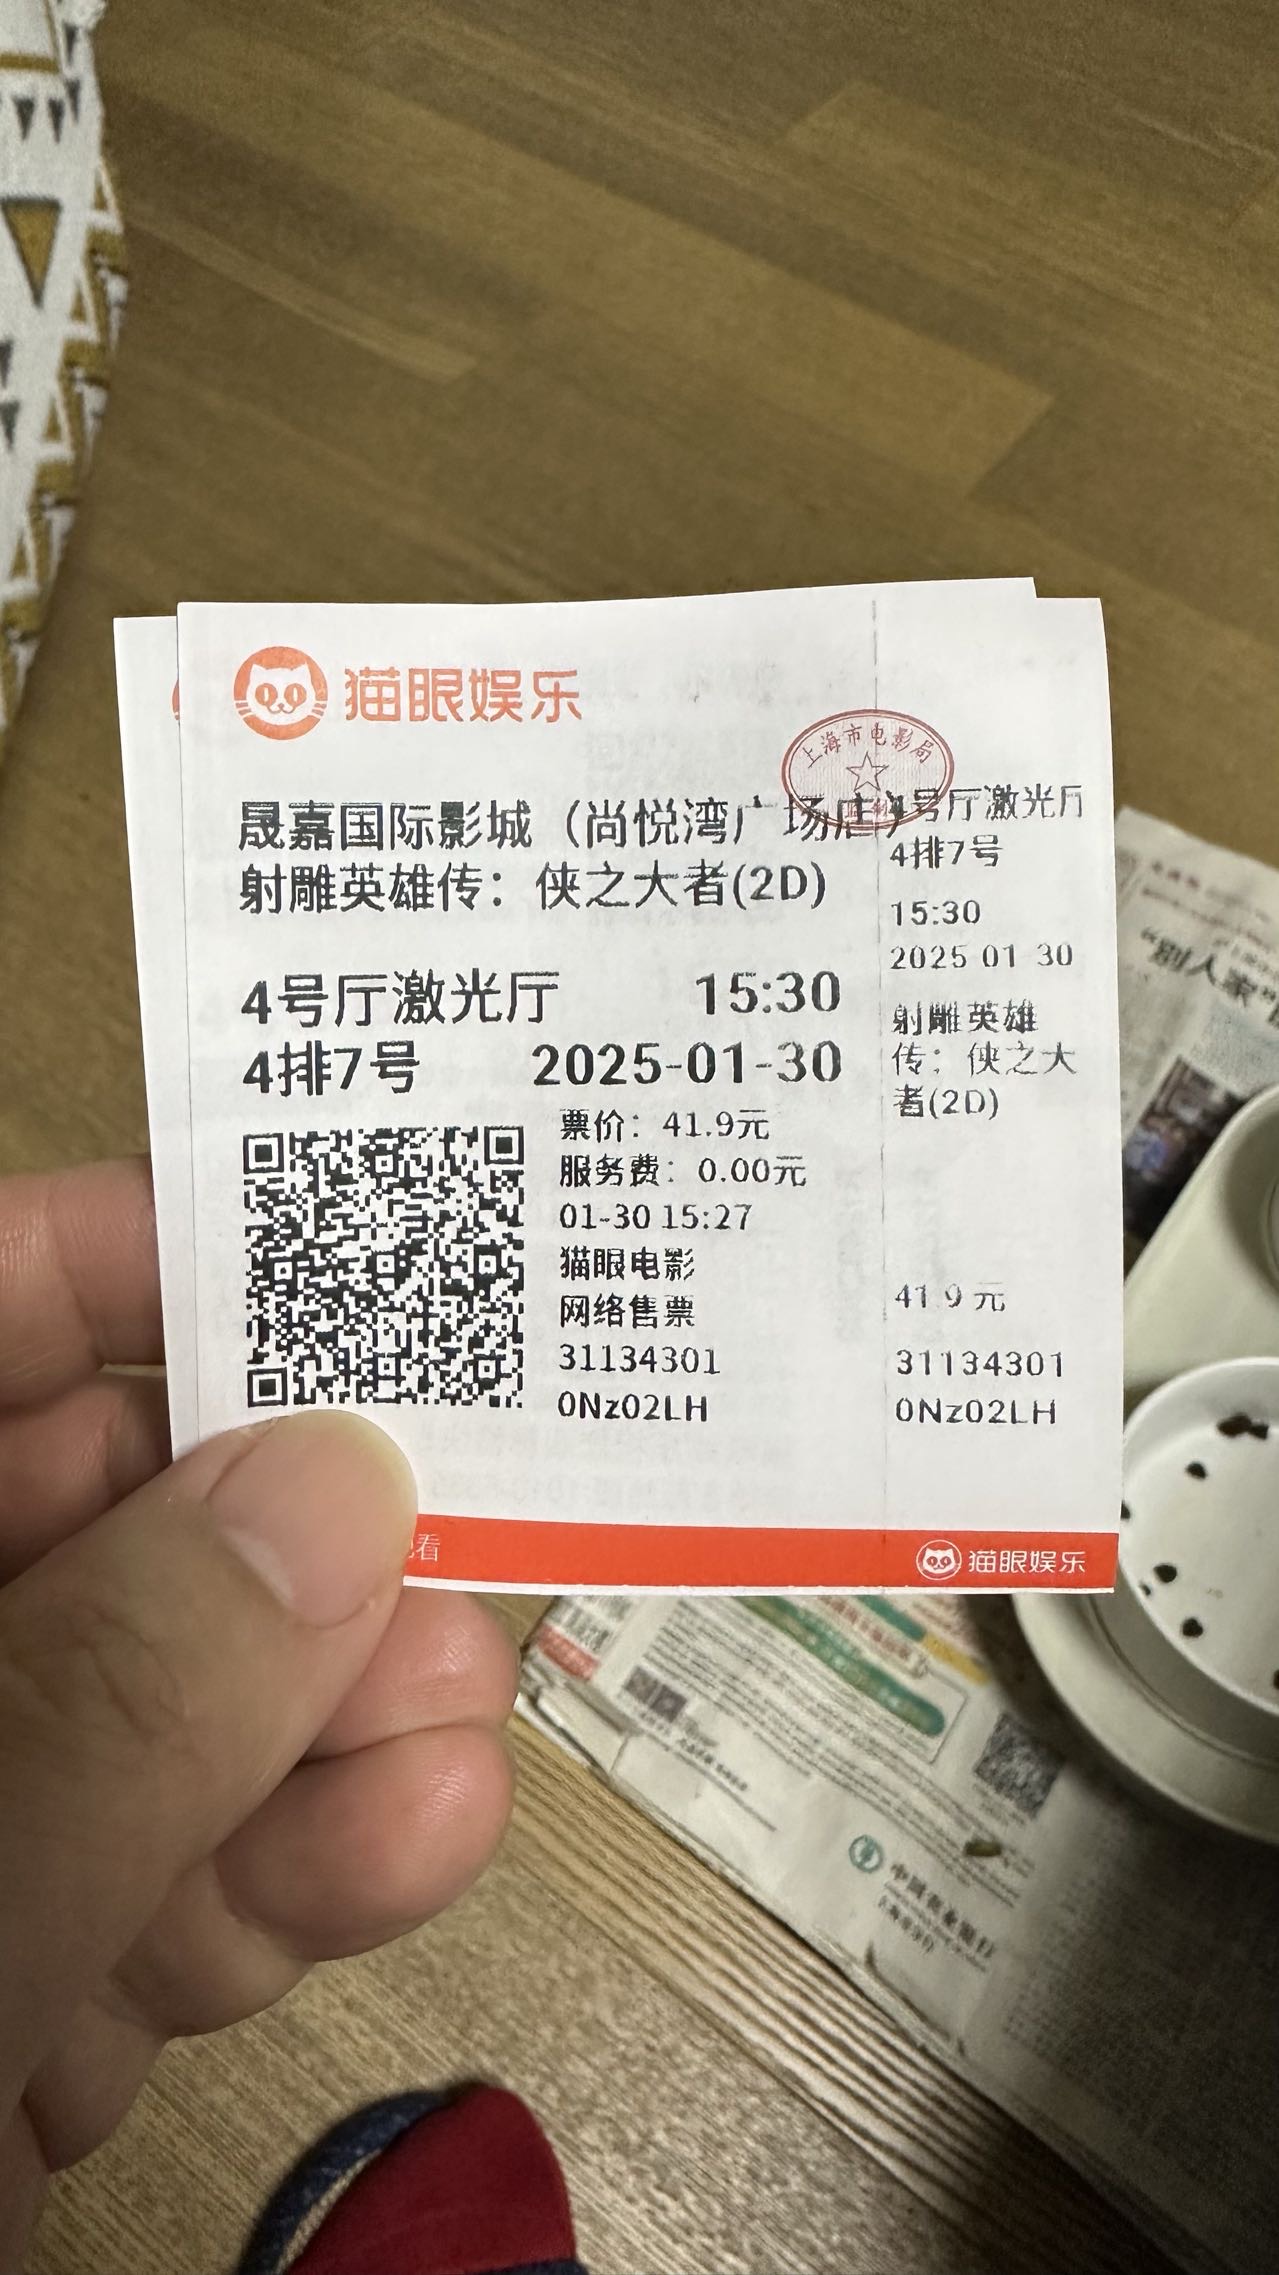 猫眼娱乐
上海市电影局
晟嘉国际影城（尚悦湾广场店）
射雕英雄传：侠之大者(2D)
4号厅激光厅 15:30
4排7号 2025-01-30
票价：41.9元
服务费：0.00元
01-30 15:27
猫眼电影
网络售票
31134301
0Nz02LH
4号厅激光厅
4排7号
15:30
2025 01 30
射雕英雄
传：侠之大
者(2D)
41 9 元
31134301
0Nz02LH
看
猫眼娱乐